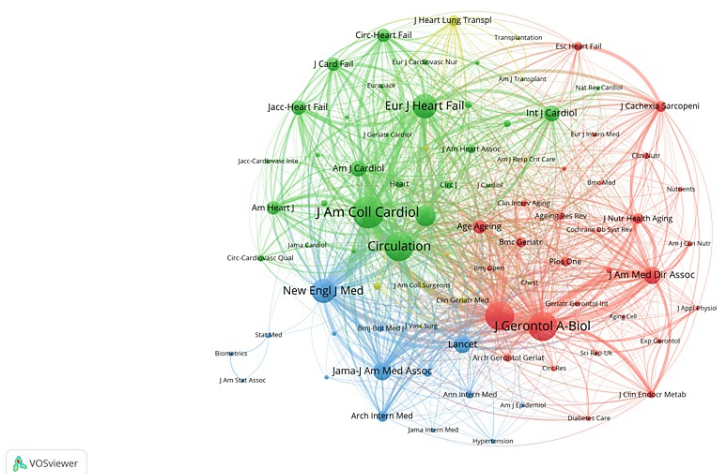 J Heart Lung Transpl
Circ-Heart Fail
Transplantation
Esc Heart Fail
J Card Fail
Eur J Cardiovasc Nur
Am J Transplant
Europace
Nat Rev Cardiol
Jacc-Heart Fail
Eur J Heart Fail
Int J Cardiol
J Cachexia Sarcopeni
J Geriatr Cardiol
Eur J Intern Med
J Am Heart Assoc
Clin Nutr
Jacc-Cardiovasc Inte
Am J Resp Crit Care
Am J Cardiol
Heart
Circ J
J Cardiol
Bmc Med
Nutrients
Clin Interv Aging
Am Heart J
J Am Coll Cardiol
Ageing Res Rev
J Nutr Health Aging
Age Ageing
Cochrane Db Syst Rev
Jama Cardiol
Circulation
Bmc Geriatr
Am J Clin Nutr
Circ-Cardiovasc Qual
Bmj Open
Plos One
J Am Med Dir Assoc
Chest
New Engl J Med
J Am Coll Surgeons
Clin Geriatr Med
Geriatr Gerontol Int
J Appl Physiol
Aging Cell
Bmj-Brit Med J
J Vasc Surg
J Gerontol A-Biol
Stat Med
Lancet
Exp Gerontol
Biometrics
Arch Gerontol Geriat
Sci Rep-Uk
Jama-J Am Med Assoc
Circ Res
J Am Stat Assoc
Ann Intern Med
J Clin Endocr Metab
Am J Epidemiol
Arch Intern Med
Diabetes Care
Jama Intern Med
Hypertension
VOSviewer